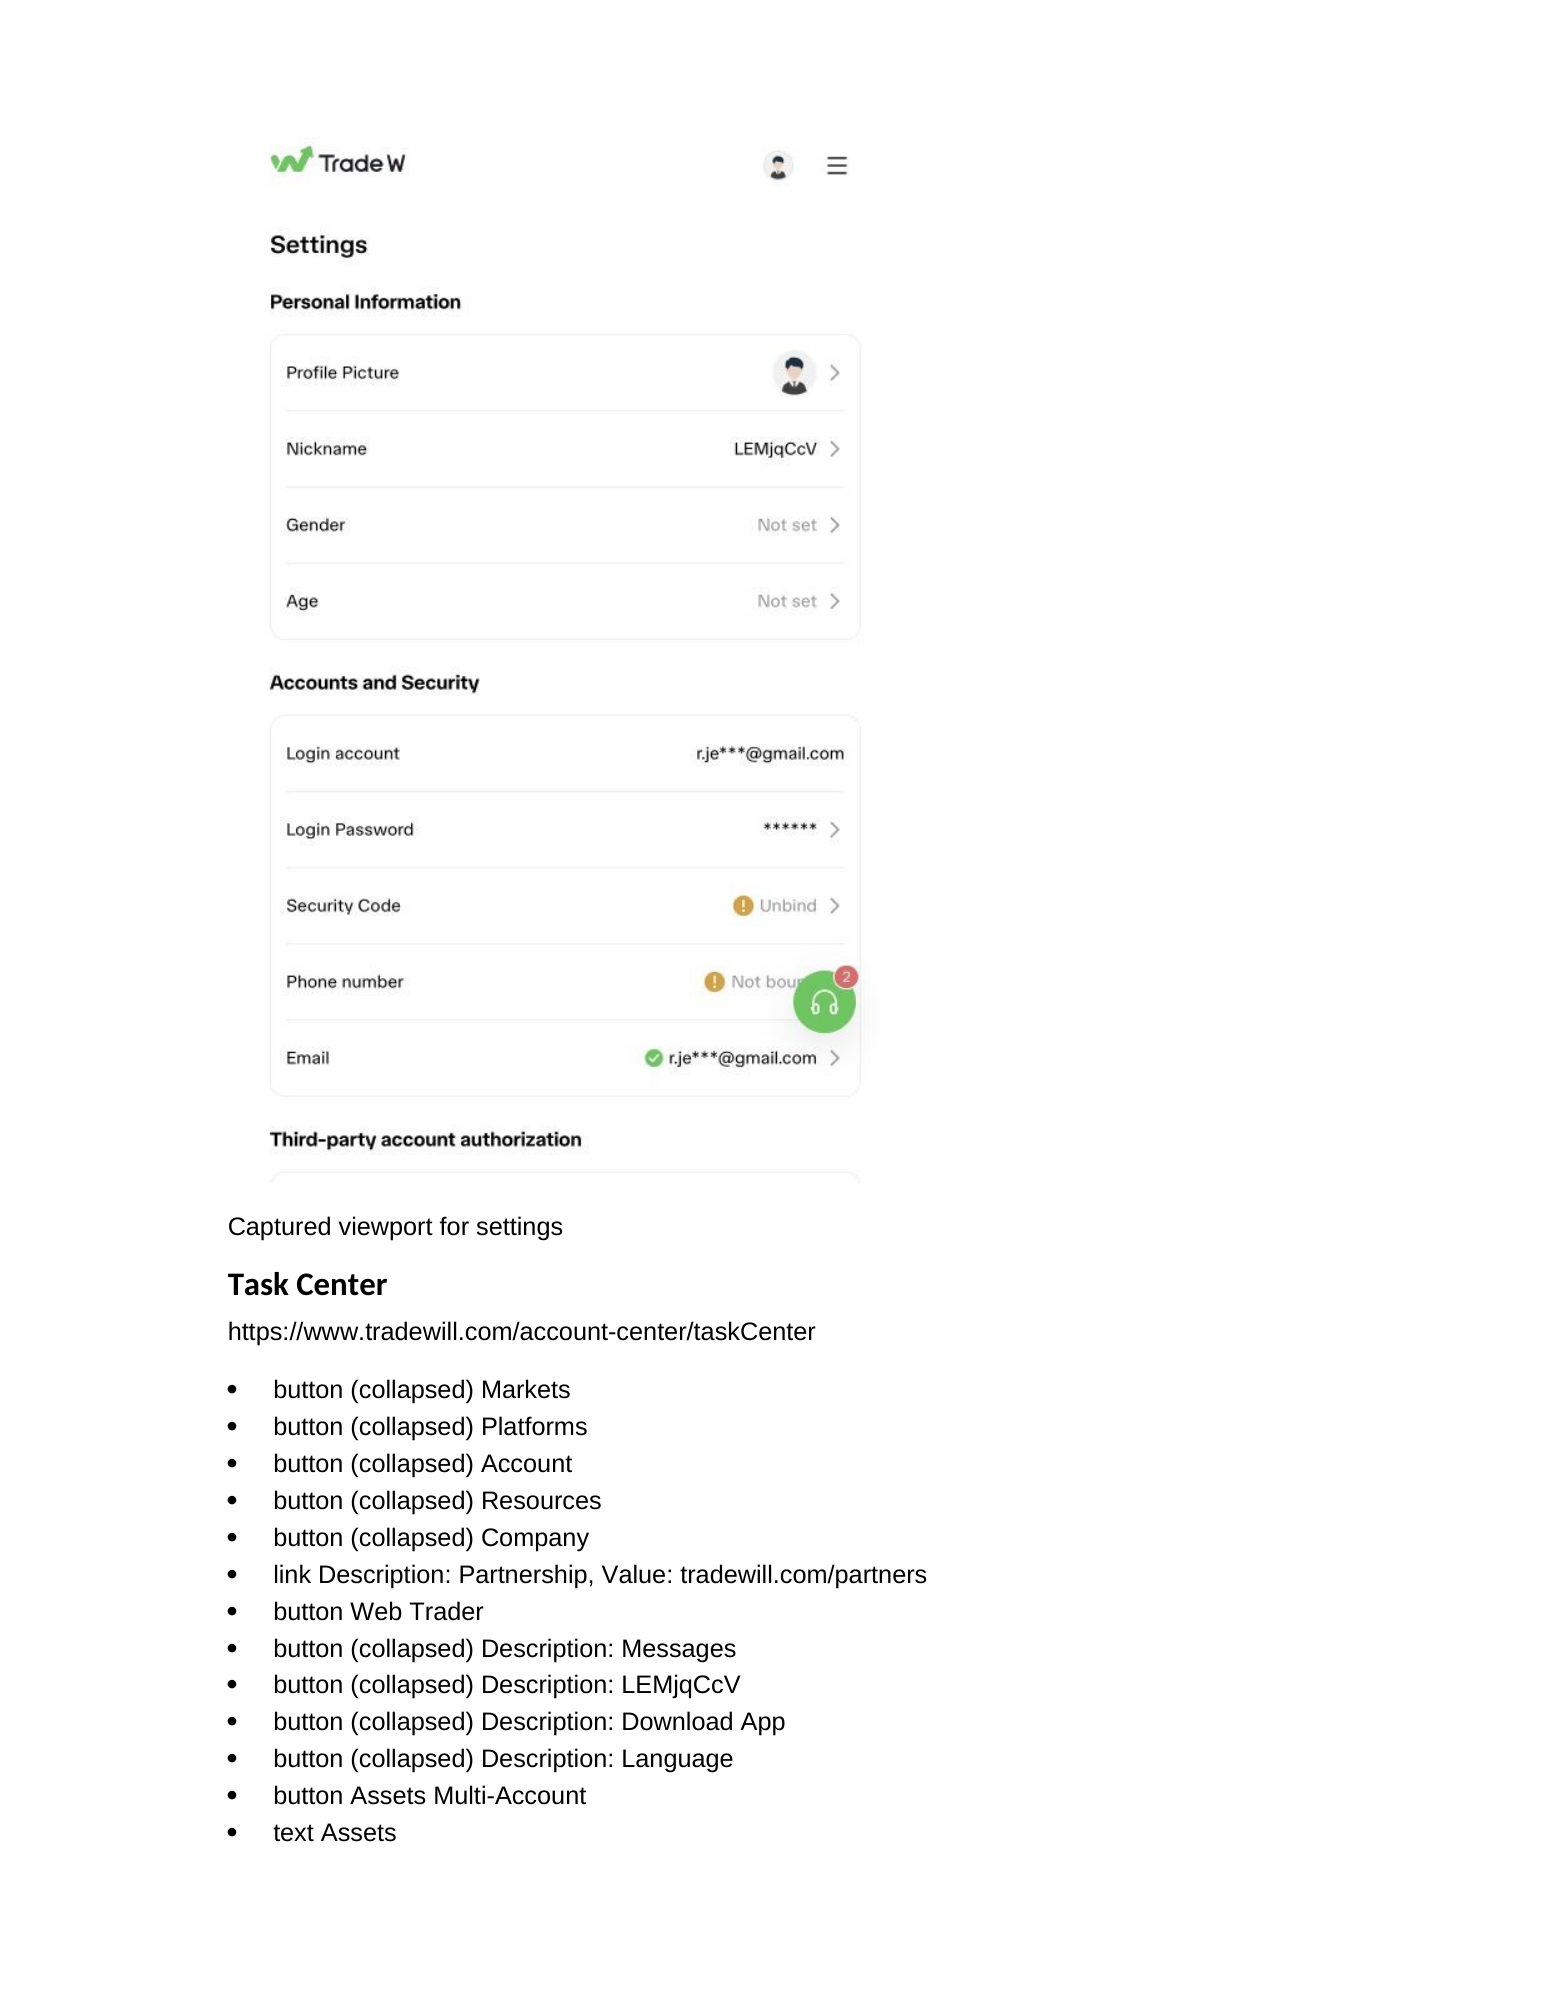 Trade W
Settings
Personal Information
Profile Picture
Nickname LEMjqCcV
Gender Not set
Age Not set
Accounts and Security
Login account r.je***@gmail.com
Login Password ******
Security Code Unbind
Phone number Not
2
Email r.je***@gmail.com
Third-party account authorization
Captured viewport for settings
Task Center
https://www.tradewill.com/account-center/taskCenter
• button (collapsed) Markets
• button (collapsed) Platforms
• button (collapsed) Account
• button (collapsed) Resources
• button (collapsed) Company
• link Description: Partnership, Value: tradewill.com/partners
• button Web Trader
• button (collapsed) Description: Messages
• button (collapsed) Description: LEMjqCcV
• button (collapsed) Description: Download App
• button (collapsed) Description: Language
• button Assets Multi-Account
• text Assets